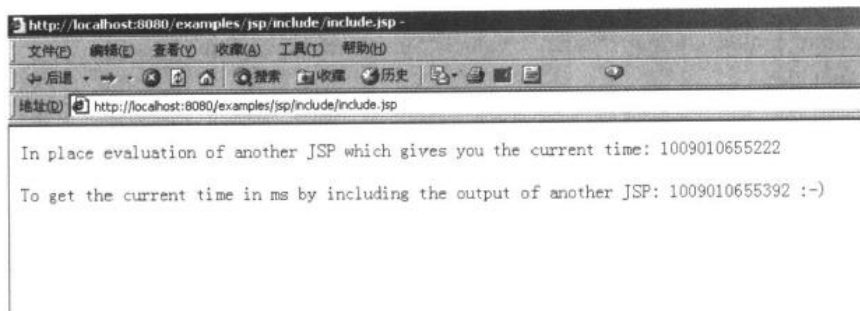 http://localhost:8080/examples/jsp/include/include.jsp -
文件(F) 编辑(E) 查看(V) 收藏(A) 工具(T) 帮助(H)
后退 搜索 收藏 历史
地址(D) http://localhost:8080/examples/jsp/include/include.jsp
In place evaluation of another JSP which gives you the current time: 1009010655222
To get the current time in ms by including the output of another JSP: 1009010655392 :-)